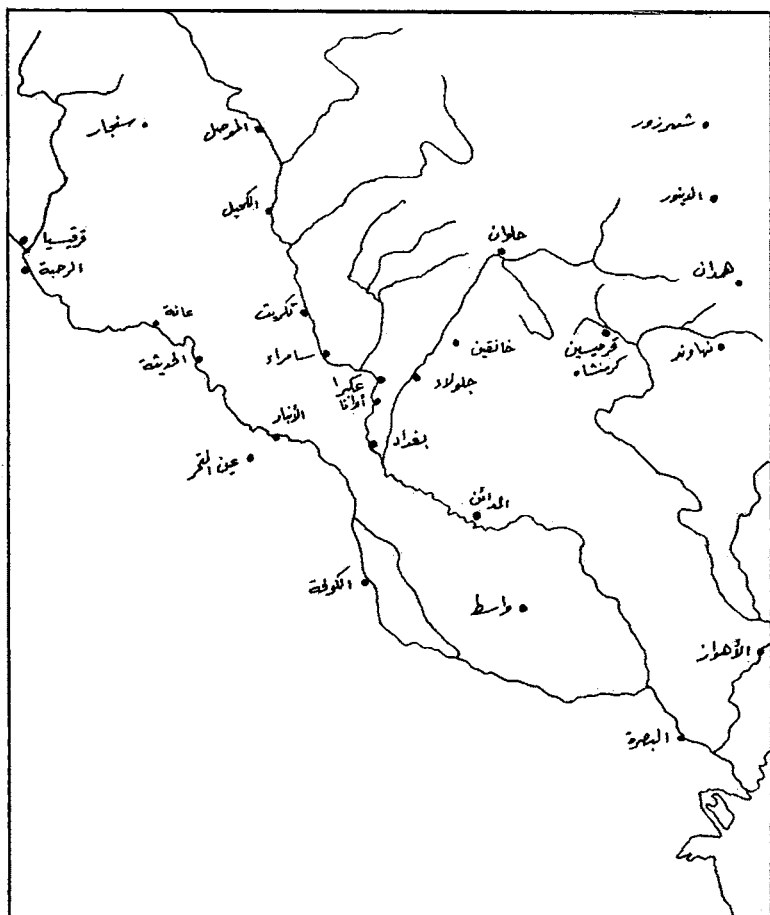 سنجار
الموصل
شهرزور
الكحيل
الدينور
قرقيسيا
الرحبة
حلوان
همدان
عانة
تكريت
الحديثة
سامراء
خانقين
قرميسين
كرمنشاه
نهاوند
عكبرا
أوانا
جلولاء
الأنبار
بغداد
عين التمر
المدائن
الكوفة
واسط
الأهواز
البصرة